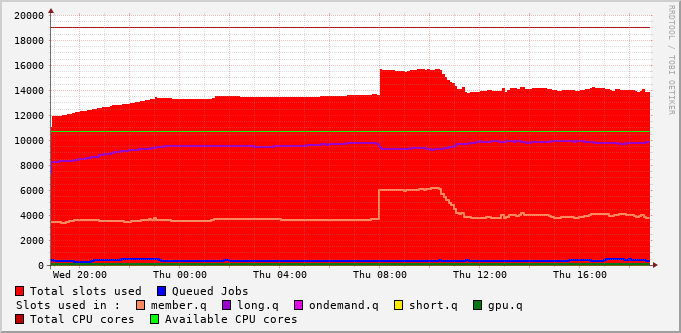 20000
18000
16000
14000
12000
10000
8000
6000
4000
2000
0
Wed 20:00 Thu 00:00 Thu 04:00 Thu 08:00 Thu 12:00 Thu 16:00
Total slots used Queued Jobs
Slots used in : member.q long.q ondemand.q short.q gpu.q
Total CPU cores Available CPU cores
RRDTOOL / TOBI OETIKER